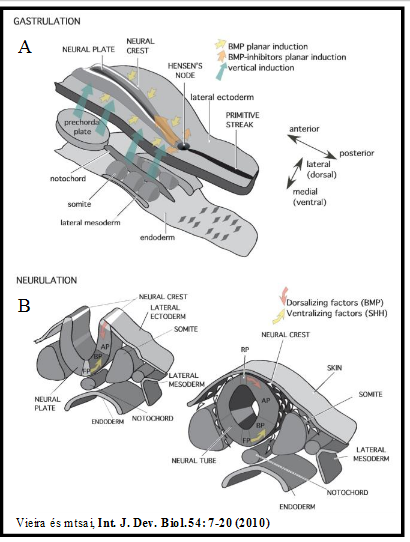 GASTRULATION
A
NEURAL PLATE
NEURAL
CREST
HENSEN'S
NODE
BMP planar induction
BMP-inhibitors planar induction
vertical induction
lateral ectoderm
PRIMITIVE
STREAK
prechordal
plate
notochord
somite
lateral mesoderm
endoderm
anterior
posterior
lateral
(dorsal)
medial
(ventral)
NEURULATION
B
NEURAL CREST
LATERAL
ECTODERM
SOMITE
AP
BP
FP
LATERAL
MESODERM
NEURAL
PLATE
NOTOCHORD
ENDODERM
Dorsalizing factors (BMP)
Ventralizing factors (SHH)
NEURAL CREST
RP
SKIN
AP
SOMITE
BP
FP
NEURAL TUBE
LATERAL
MESODERM
NOTOCHORD
ENDODERM
Vieira és mtsai, Int. J. Dev. Biol. 54: 7-20 (2010)